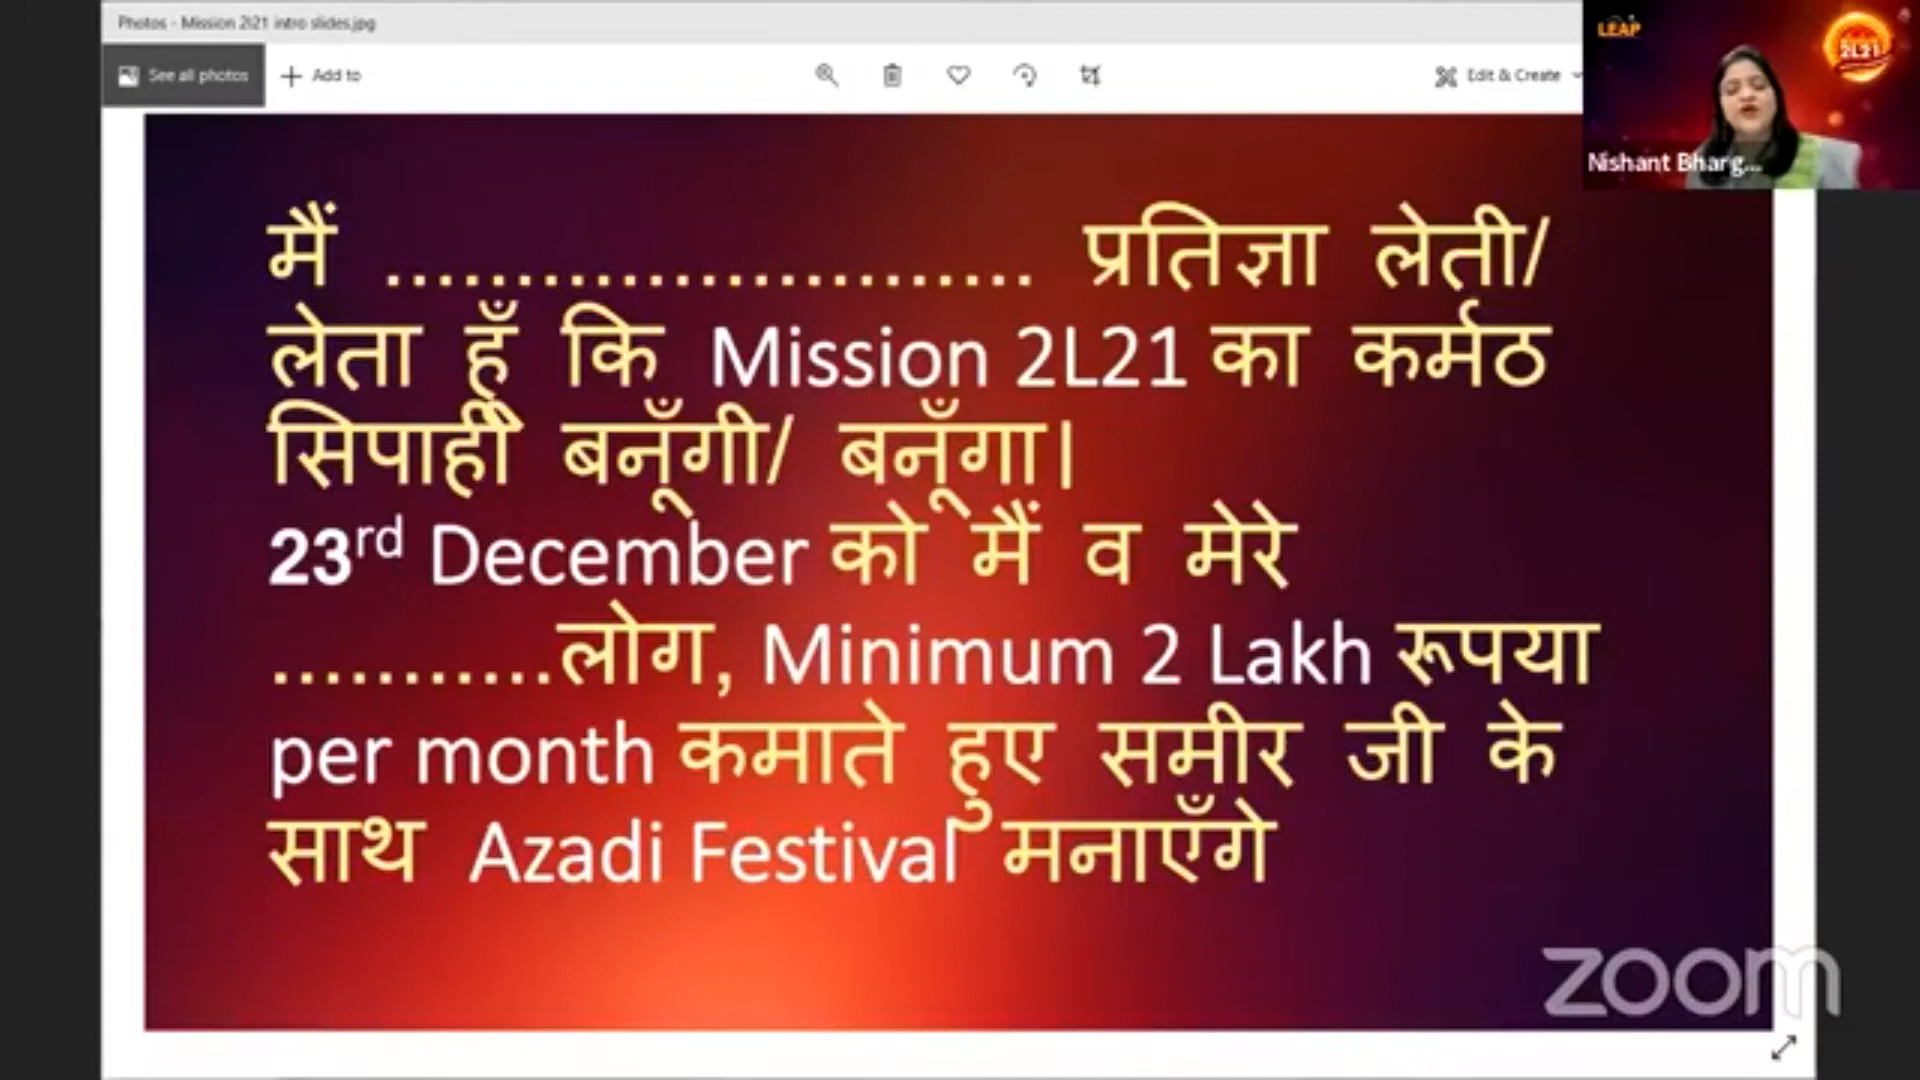 Photos - Mission 2l21 intro slides.jpg
See all photos
Add to
Edit & Create
LEAP
2L21
Nishant Bharg...
मैं ......................... प्रतिज्ञा लेती/
लेता हूँ कि Mission 2L21 का कर्मठ
सिपाही बनूँगी/ बनूँगा|
23rd December को मैं व मेरे
...........लोग, Minimum 2 Lakh रूपया
per month कमाते हुए समीर जी के
साथ Azadi Festival मनाएँगे
zoom